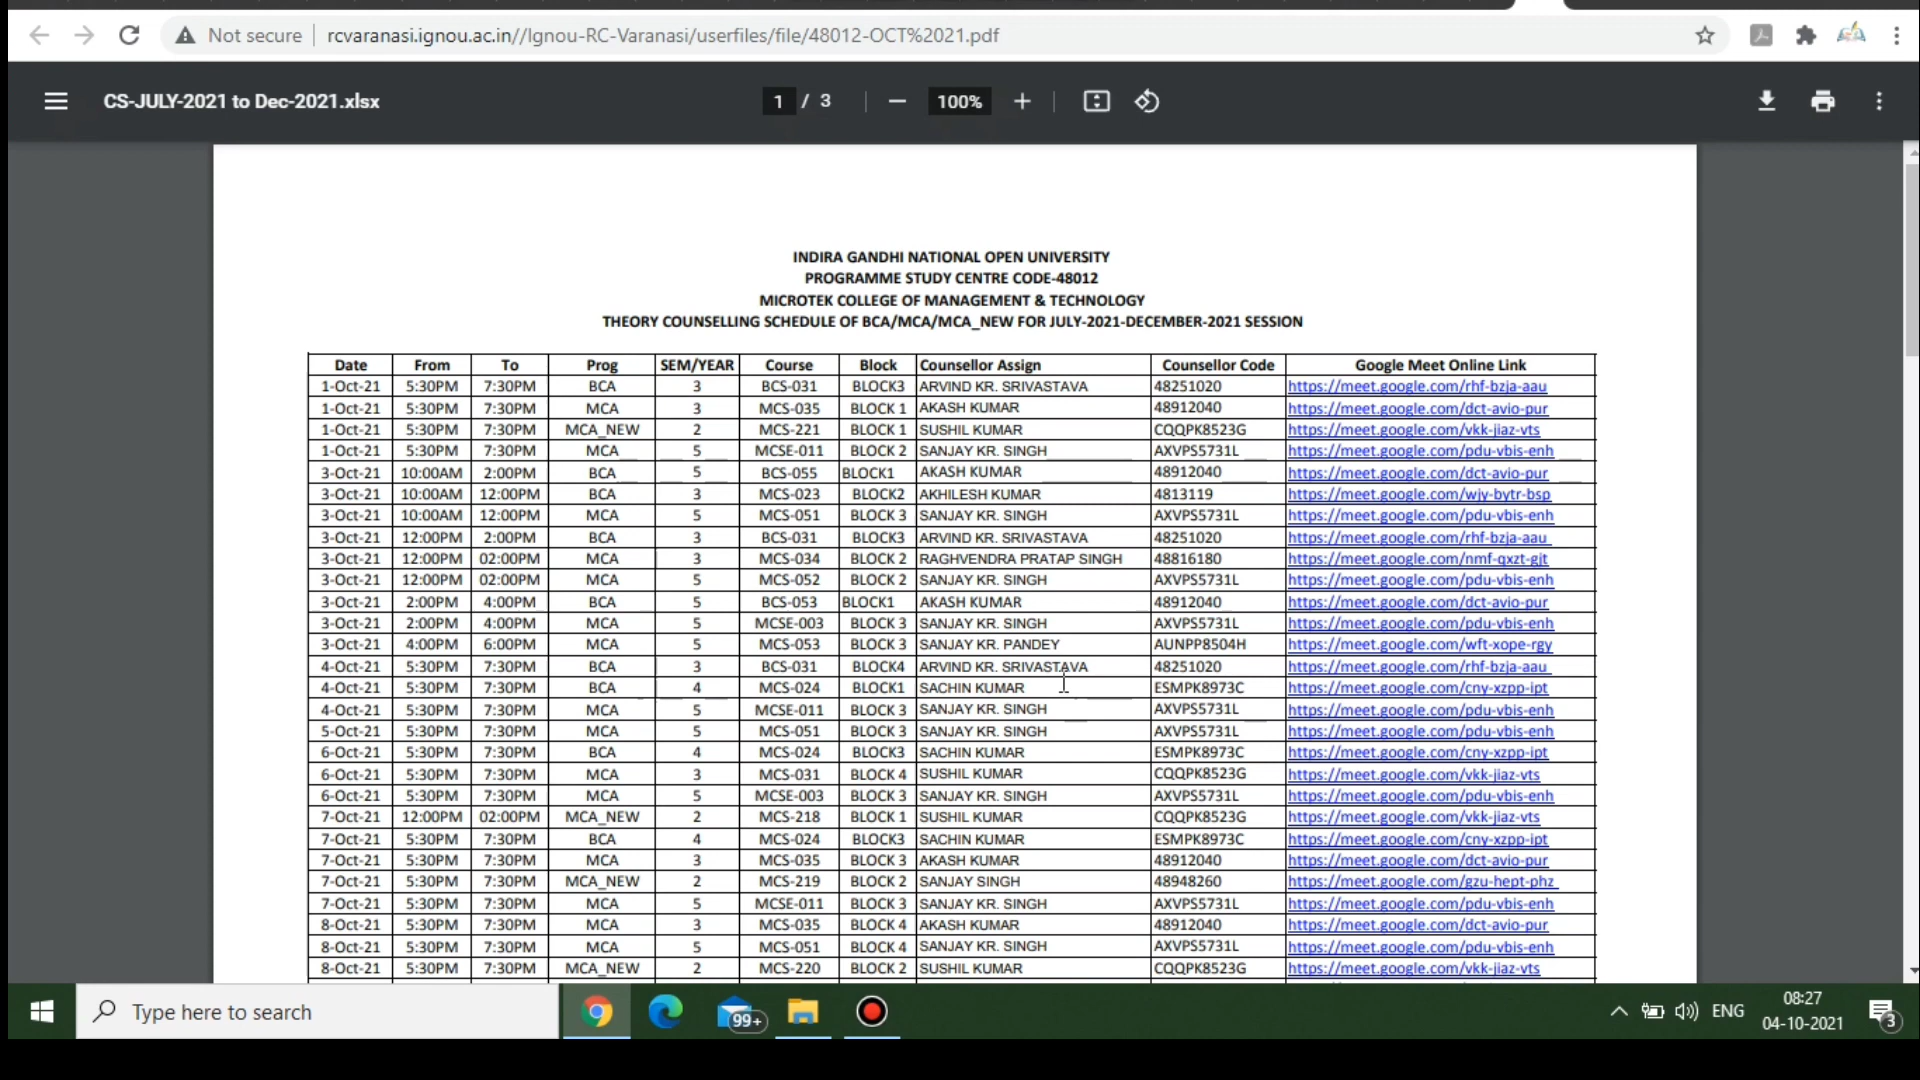 Not secure rcvaranasi.ignou.ac.in//Ignou-RC-Varanasi/userfiles/file/48012-OCT%2021.pdf
CS-JULY-2021 to Dec-2021.xlsx 1 / 3 100%
INDIRA GANDHI NATIONAL OPEN UNIVERSITY
PROGRAMME STUDY CENTRE CODE-48012
MICROTEK COLLEGE OF MANAGEMENT & TECHNOLOGY
THEORY COUNSELLING SCHEDULE OF BCA/MCA/MCA_NEW FOR JULY-2021-DECEMBER-2021 SESSION
Date From To Prog SEM/YEAR Course Block Counsellor Assign Counsellor Code Google Meet Online Link
1-Oct-21 5:30PM 7:30PM BCA 3 BCS-031 BLOCK3 ARVIND KR. SRIVASTAVA 48251020 https://meet.google.com/rhf-bzja-aau
1-Oct-21 5:30PM 7:30PM MCA 3 MCS-035 BLOCK 1 AKASH KUMAR 48912040 https://meet.google.com/dct-avio-pur
1-Oct-21 5:30PM 7:30PM MCA_NEW 2 MCS-221 BLOCK 1 SUSHIL KUMAR CQQPK8523G https://meet.google.com/vkk-jiaz-vts
1-Oct-21 5:30PM 7:30PM MCA 5 MCSE-011 BLOCK 2 SANJAY KR. SINGH AXVPS5731L https://meet.google.com/pdu-vbis-enh
3-Oct-21 10:00AM 2:00PM BCA 5 BCS-055 BLOCK1 AKASH KUMAR 48912040 https://meet.google.com/dct-avio-pur
3-Oct-21 10:00AM 12:00PM BCA 3 MCS-023 BLOCK2 AKHILESH KUMAR 4813119 https://meet.google.com/wjy-bytr-bsp
3-Oct-21 10:00AM 12:00PM MCA 5 MCS-051 BLOCK 3 SANJAY KR. SINGH AXVPS5731L https://meet.google.com/pdu-vbis-enh
3-Oct-21 12:00PM 2:00PM BCA 3 BCS-031 BLOCK3 ARVIND KR. SRIVASTAVA 48251020 https://meet.google.com/rhf-bzja-aau
3-Oct-21 12:00PM 02:00PM MCA 3 MCS-034 BLOCK 2 RAGHVENDRA PRATAP SINGH 48816180 https://meet.google.com/nmf-qxzt-gjt
3-Oct-21 12:00PM 02:00PM MCA 5 MCS-052 BLOCK 2 SANJAY KR. SINGH AXVPS5731L https://meet.google.com/pdu-vbis-enh
3-Oct-21 2:00PM 4:00PM BCA 5 BCS-053 BLOCK1 AKASH KUMAR 48912040 https://meet.google.com/dct-avio-pur
3-Oct-21 2:00PM 4:00PM MCA 5 MCSE-003 BLOCK 3 SANJAY KR. SINGH AXVPS5731L https://meet.google.com/pdu-vbis-enh
3-Oct-21 4:00PM 6:00PM MCA 5 MCS-053 BLOCK 3 SANJAY KR. PANDEY AUNPP8504H https://meet.google.com/wft-xope-rgy
4-Oct-21 5:30PM 7:30PM BCA 3 BCS-031 BLOCK4 ARVIND KR. SRIVASTAVA 48251020 https://meet.google.com/rhf-bzja-aau
4-Oct-21 5:30PM 7:30PM BCA 4 MCS-024 BLOCK1 SACHIN KUMAR ESMPK8973C https://meet.google.com/cny-xzpp-ipt
4-Oct-21 5:30PM 7:30PM MCA 5 MCSE-011 BLOCK 3 SANJAY KR. SINGH AXVPS5731L https://meet.google.com/pdu-vbis-enh
5-Oct-21 5:30PM 7:30PM MCA 5 MCS-051 BLOCK 3 SANJAY KR. SINGH AXVPS5731L https://meet.google.com/pdu-vbis-enh
6-Oct-21 5:30PM 7:30PM BCA 4 MCS-024 BLOCK3 SACHIN KUMAR ESMPK8973C https://meet.google.com/cny-xzpp-ipt
6-Oct-21 5:30PM 7:30PM MCA 3 MCS-031 BLOCK 4 SUSHIL KUMAR CQQPK8523G https://meet.google.com/vkk-jiaz-vts
6-Oct-21 5:30PM 7:30PM MCA 5 MCSE-003 BLOCK 3 SANJAY KR. SINGH AXVPS5731L https://meet.google.com/pdu-vbis-enh
7-Oct-21 12:00PM 02:00PM MCA_NEW 2 MCS-218 BLOCK 1 SUSHIL KUMAR CQQPK8523G https://meet.google.com/vkk-jiaz-vts
7-Oct-21 5:30PM 7:30PM BCA 4 MCS-024 BLOCK3 SACHIN KUMAR ESMPK8973C https://meet.google.com/cny-xzpp-ipt
7-Oct-21 5:30PM 7:30PM MCA 3 MCS-035 BLOCK 3 AKASH KUMAR 48912040 https://meet.google.com/dct-avio-pur
7-Oct-21 5:30PM 7:30PM MCA_NEW 2 MCS-219 BLOCK 2 SANJAY SINGH 48948260 https://meet.google.com/gzu-hept-phz
7-Oct-21 5:30PM 7:30PM MCA 5 MCSE-011 BLOCK 3 SANJAY KR. SINGH AXVPS5731L https://meet.google.com/pdu-vbis-enh
8-Oct-21 5:30PM 7:30PM MCA 3 MCS-035 BLOCK 4 AKASH KUMAR 48912040 https://meet.google.com/dct-avio-pur
8-Oct-21 5:30PM 7:30PM MCA 5 MCS-051 BLOCK 4 SANJAY KR. SINGH AXVPS5731L https://meet.google.com/pdu-vbis-enh
8-Oct-21 5:30PM 7:30PM MCA_NEW 2 MCS-220 BLOCK 2 SUSHIL KUMAR CQQPK8523G https://meet.google.com/vkk-jiaz-vts
Type here to search 99+ ENG 08:27
04-10-2021 3